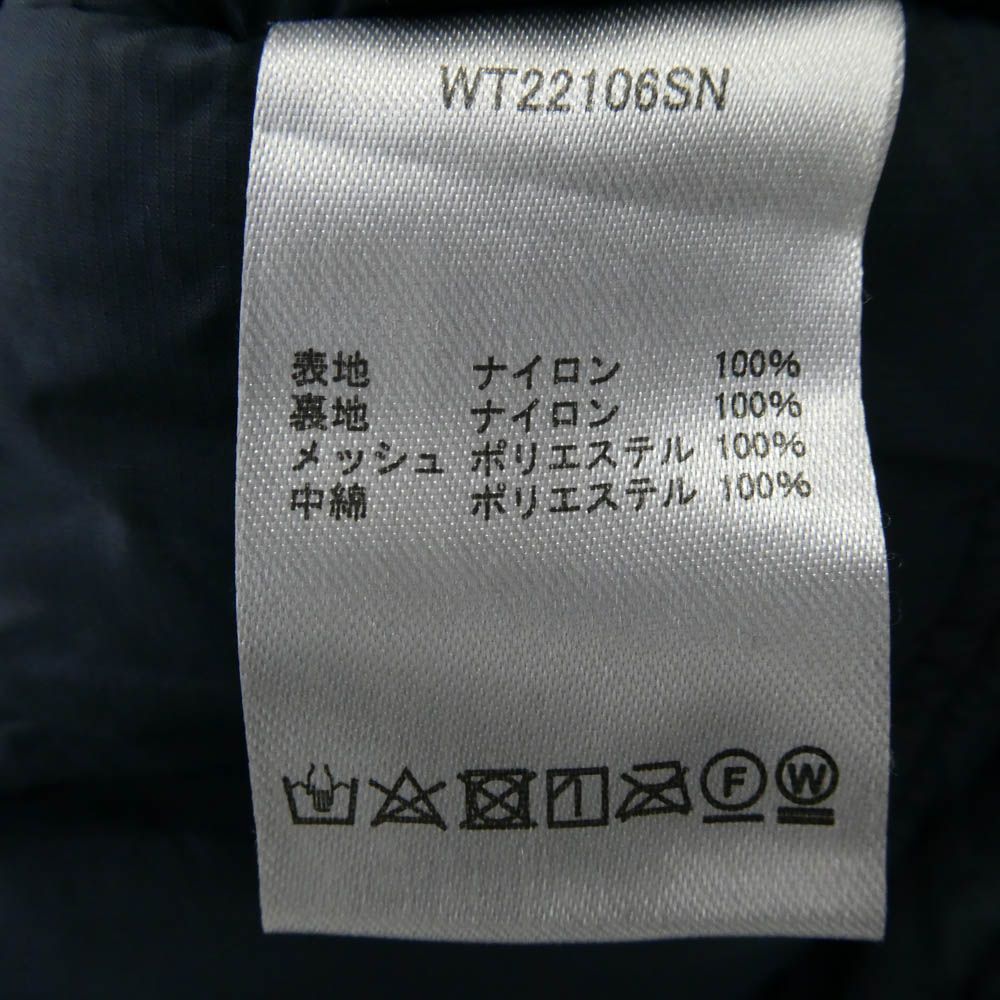 WT22106SN
表地 ナイロン 100%
裏地 ナイロン 100%
メッシュ ポリエステル 100%
中綿 ポリエステル 100%
F W